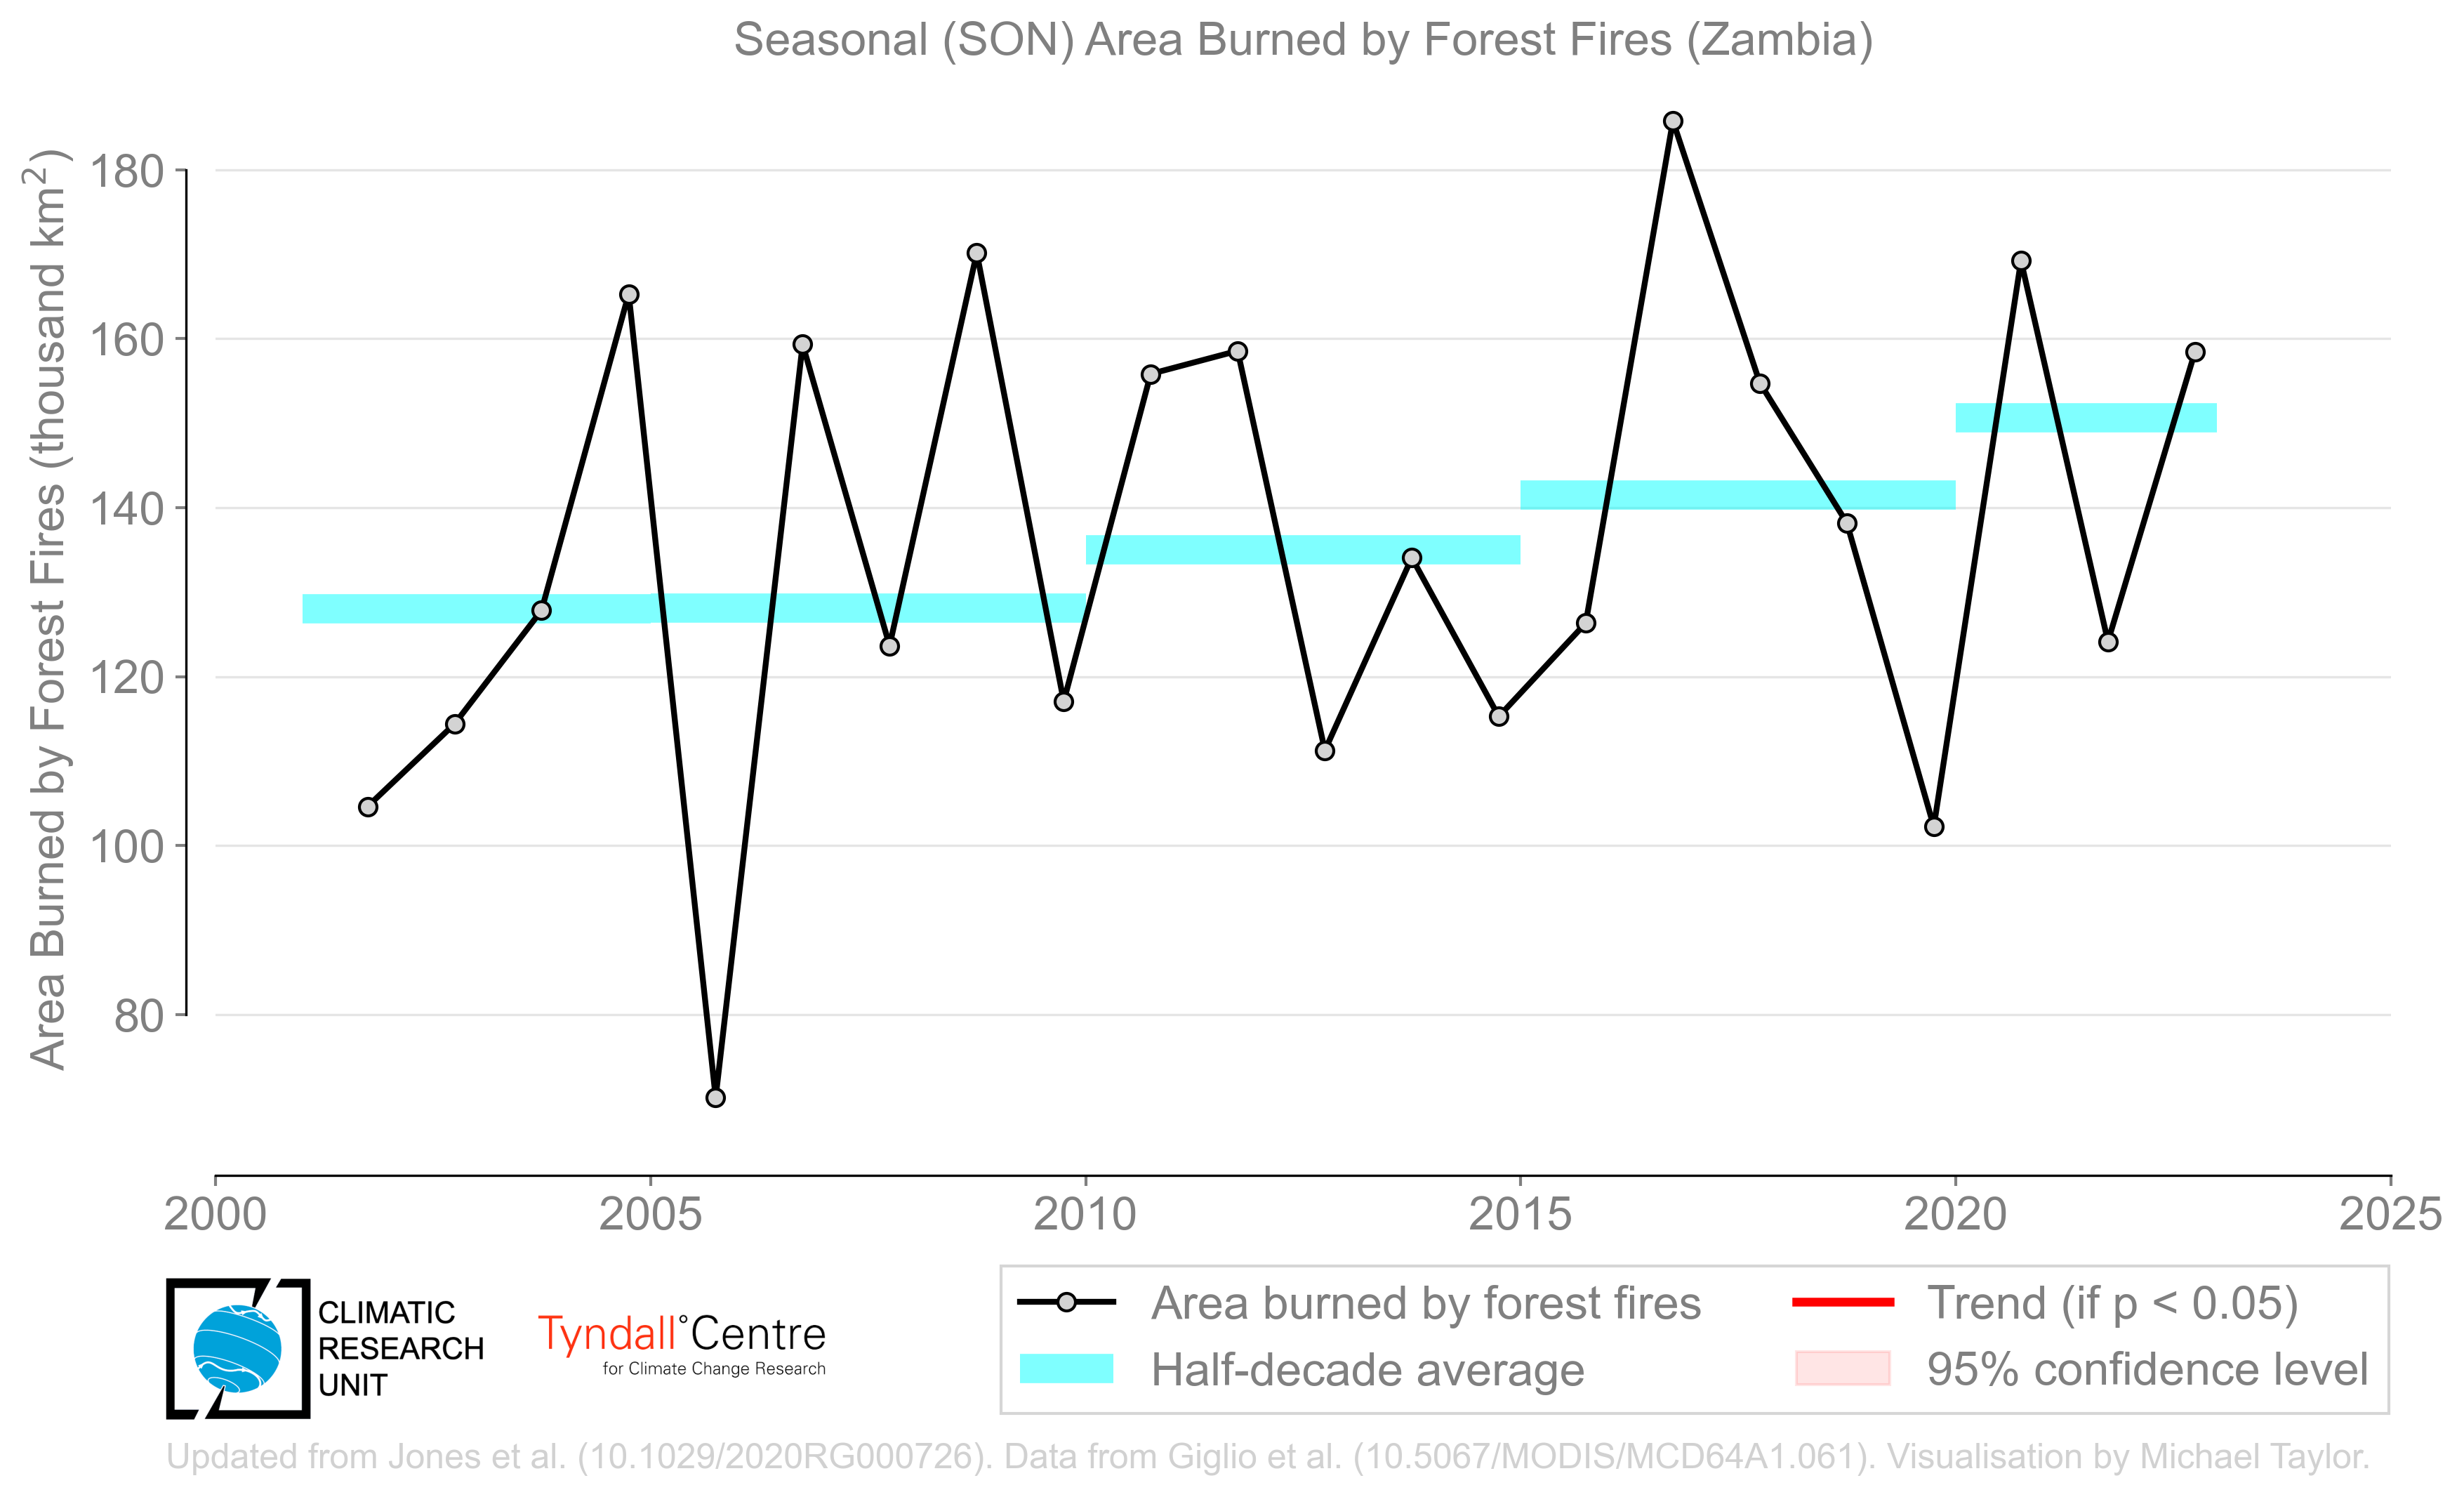 Seasonal (SON) Area Burned by Forest Fires (Zambia)
Area Burned by Forest Fires (thousand km²)
180
160
140
120
100
80
2000
2005
2010
2015
2020
2025
CLIMATIC
RESEARCH
UNIT
Tyndall°Centre
for Climate Change Research
Area burned by forest fires
Half-decade average
Trend (if p < 0.05)
95% confidence level
Updated from Jones et al. (10.1029/2020RG000726). Data from Giglio et al. (10.5067/MODIS/MCD64A1.061). Visualisation by Michael Taylor.